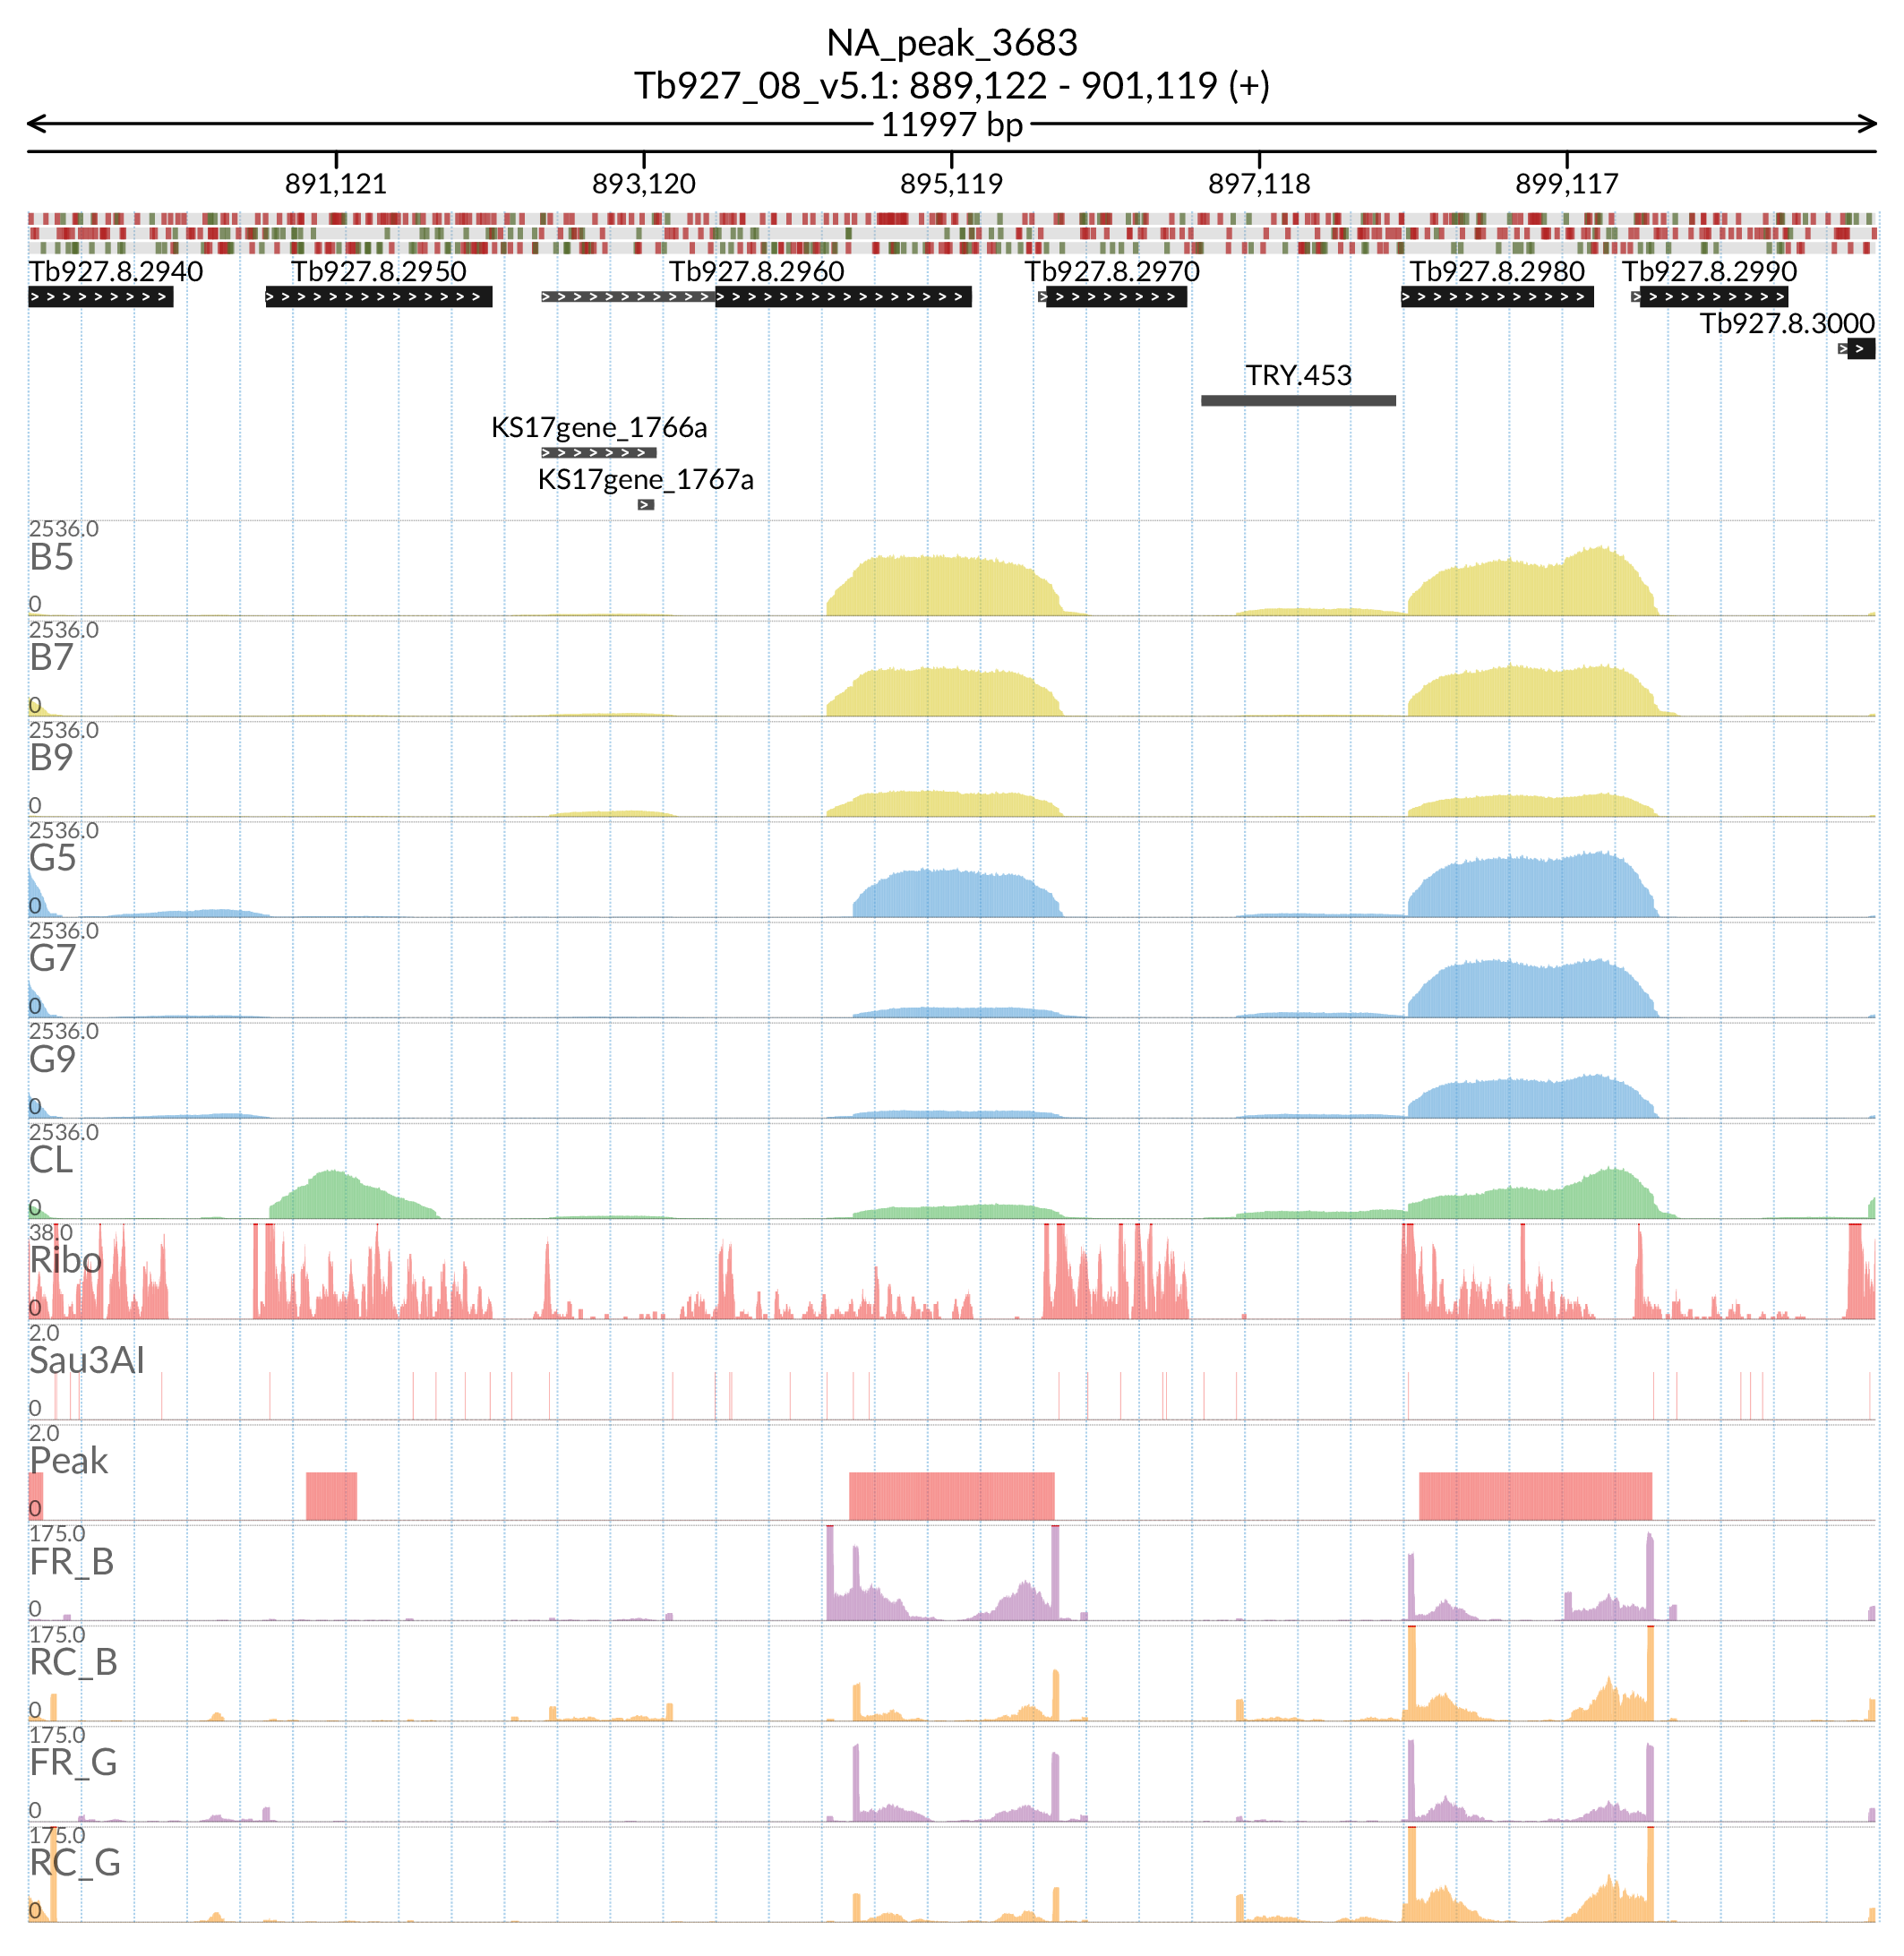 NA_peak_3683
Tb927_08_v5.1: 889,122 - 901,119 (+)
11997 bp
891,121 893,120 895,119 897,118 899,117
Tb927.8.2940 Tb927.8.2950 Tb927.8.2960 Tb927.8.2970 Tb927.8.2980 Tb927.8.2990
Tb927.8.3000
TRY.453
KS17gene_1766a
KS17gene_1767a
2536.0
B5
0
2536.0
B7
0
2536.0
B9
0
2536.0
G5
0
2536.0
G7
0
2536.0
G9
0
2536.0
CL
0
38.0
Ribo
0
2.0
Sau3AI
0
2.0
Peak
0
175.0
FR_B
0
175.0
RC_B
0
175.0
FR_G
0
175.0
RC_G
0